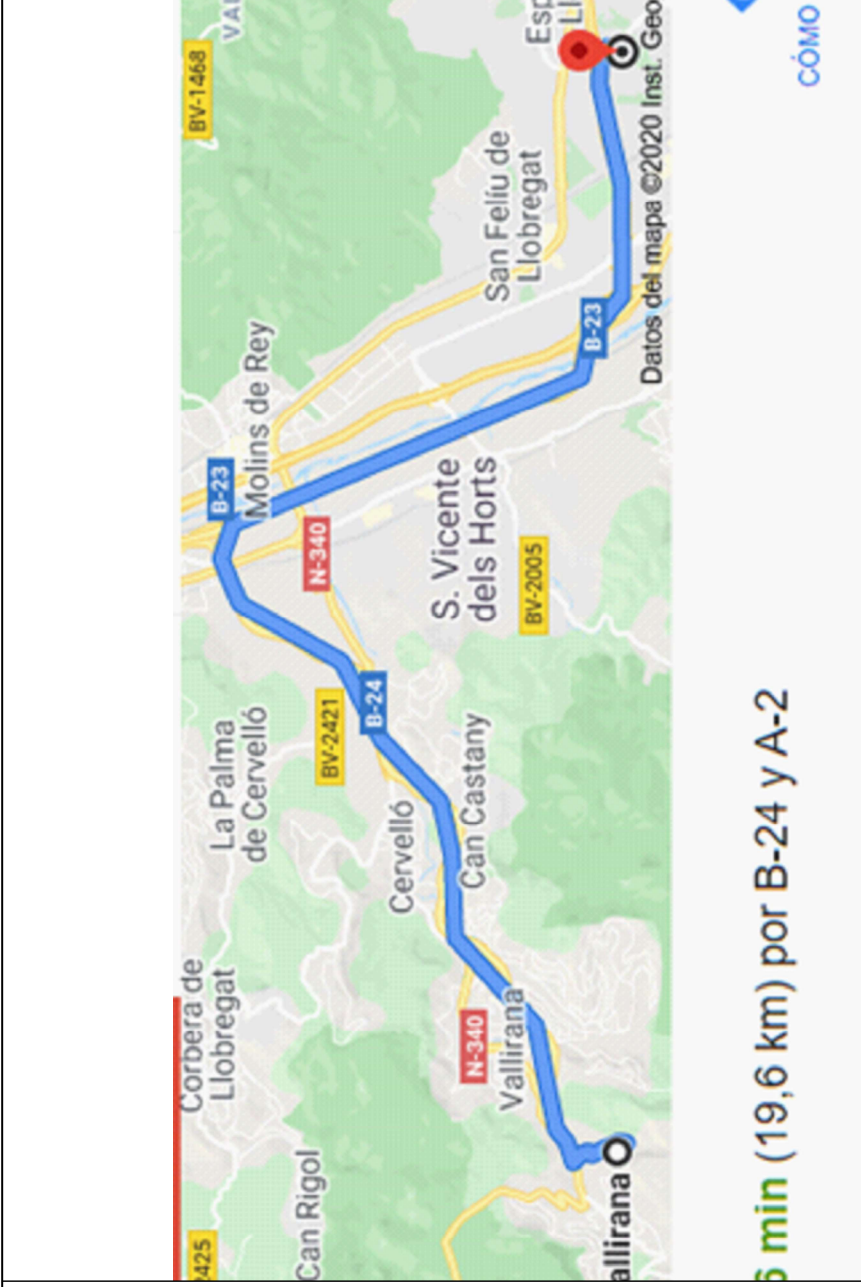 BV-1468
Corbera de
Llobregat
La Palma
de Cervelló
B-23
Molins de Rey
Can Rigol
BV-2421
N-340
B-24
Cervelló
San Felíu de
Llobregat
S. Vicente
dels Horts
N-340
Can Castany
Vallirana
BV-2005
B-23
allirana
Datos del mapa ©2020 Inst. Geo
min (19,6 km) por B-24 y A-2
CÓMO